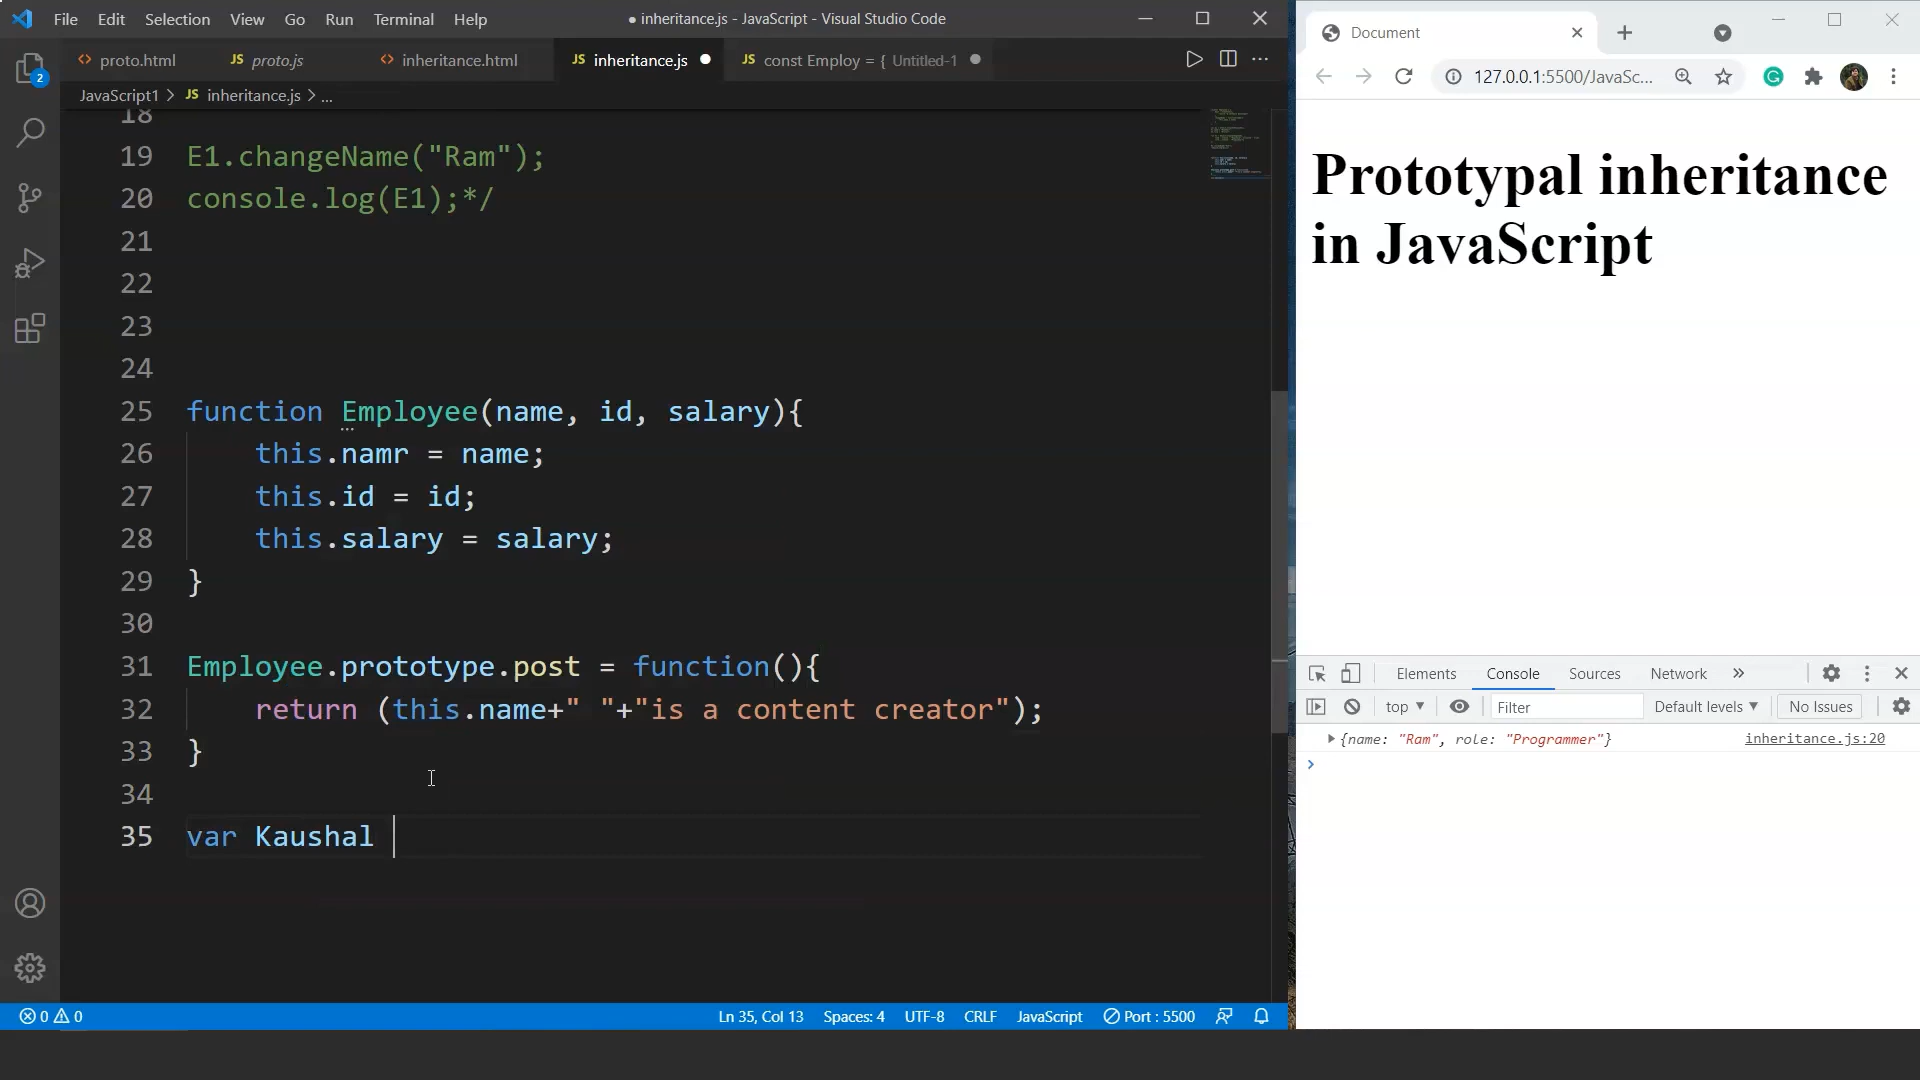 File Edit Selection View Go Run Terminal Help
● inheritance.js - JavaScript - Visual Studio Code
<> proto.html
JS proto.js
<> inheritance.html
JS inheritance.js ●
JS const Employ = { Untitled-1 ●
JavaScript1 > JS inheritance.js > ...
18
19 E1.changeName("Ram");
20 console.log(E1);*/
21
22
23
24
25 function Employee(name, id, salary){
26 this.namr = name;
27 this.id = id;
28 this.salary = salary;
29 }
30
31 Employee.prototype.post = function(){
32 return (this.name+" "+"is a content creator");
33 }
34
35 var Kaushal
2
0 0
Ln 35, Col 13 Spaces: 4 UTF-8 CRLF JavaScript Port : 5500
Document
127.0.0.1:5500/JavaSc...
Prototypal inheritance
in JavaScript
Elements Console Sources Network »
top ▼ Filter Default levels ▼ No Issues
{name: "Ram", role: "Programmer"} inheritance.js:20
>